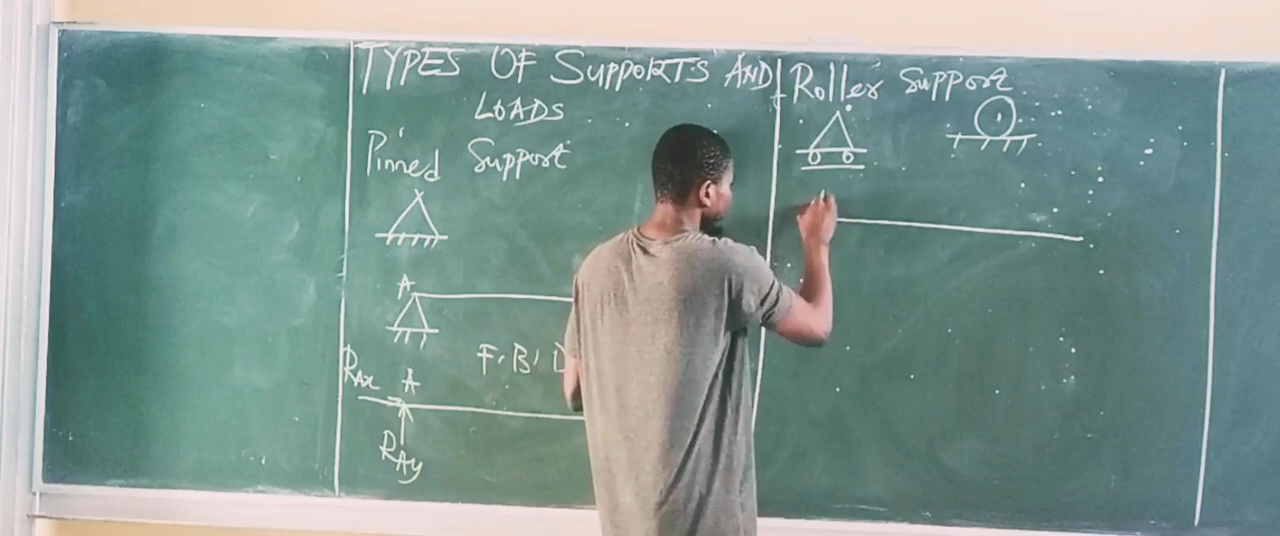 TYPES OF SUPPORTS AND
LOADS
Pinned Support
A
F.B.D
RAx A
RAy
Roller Support